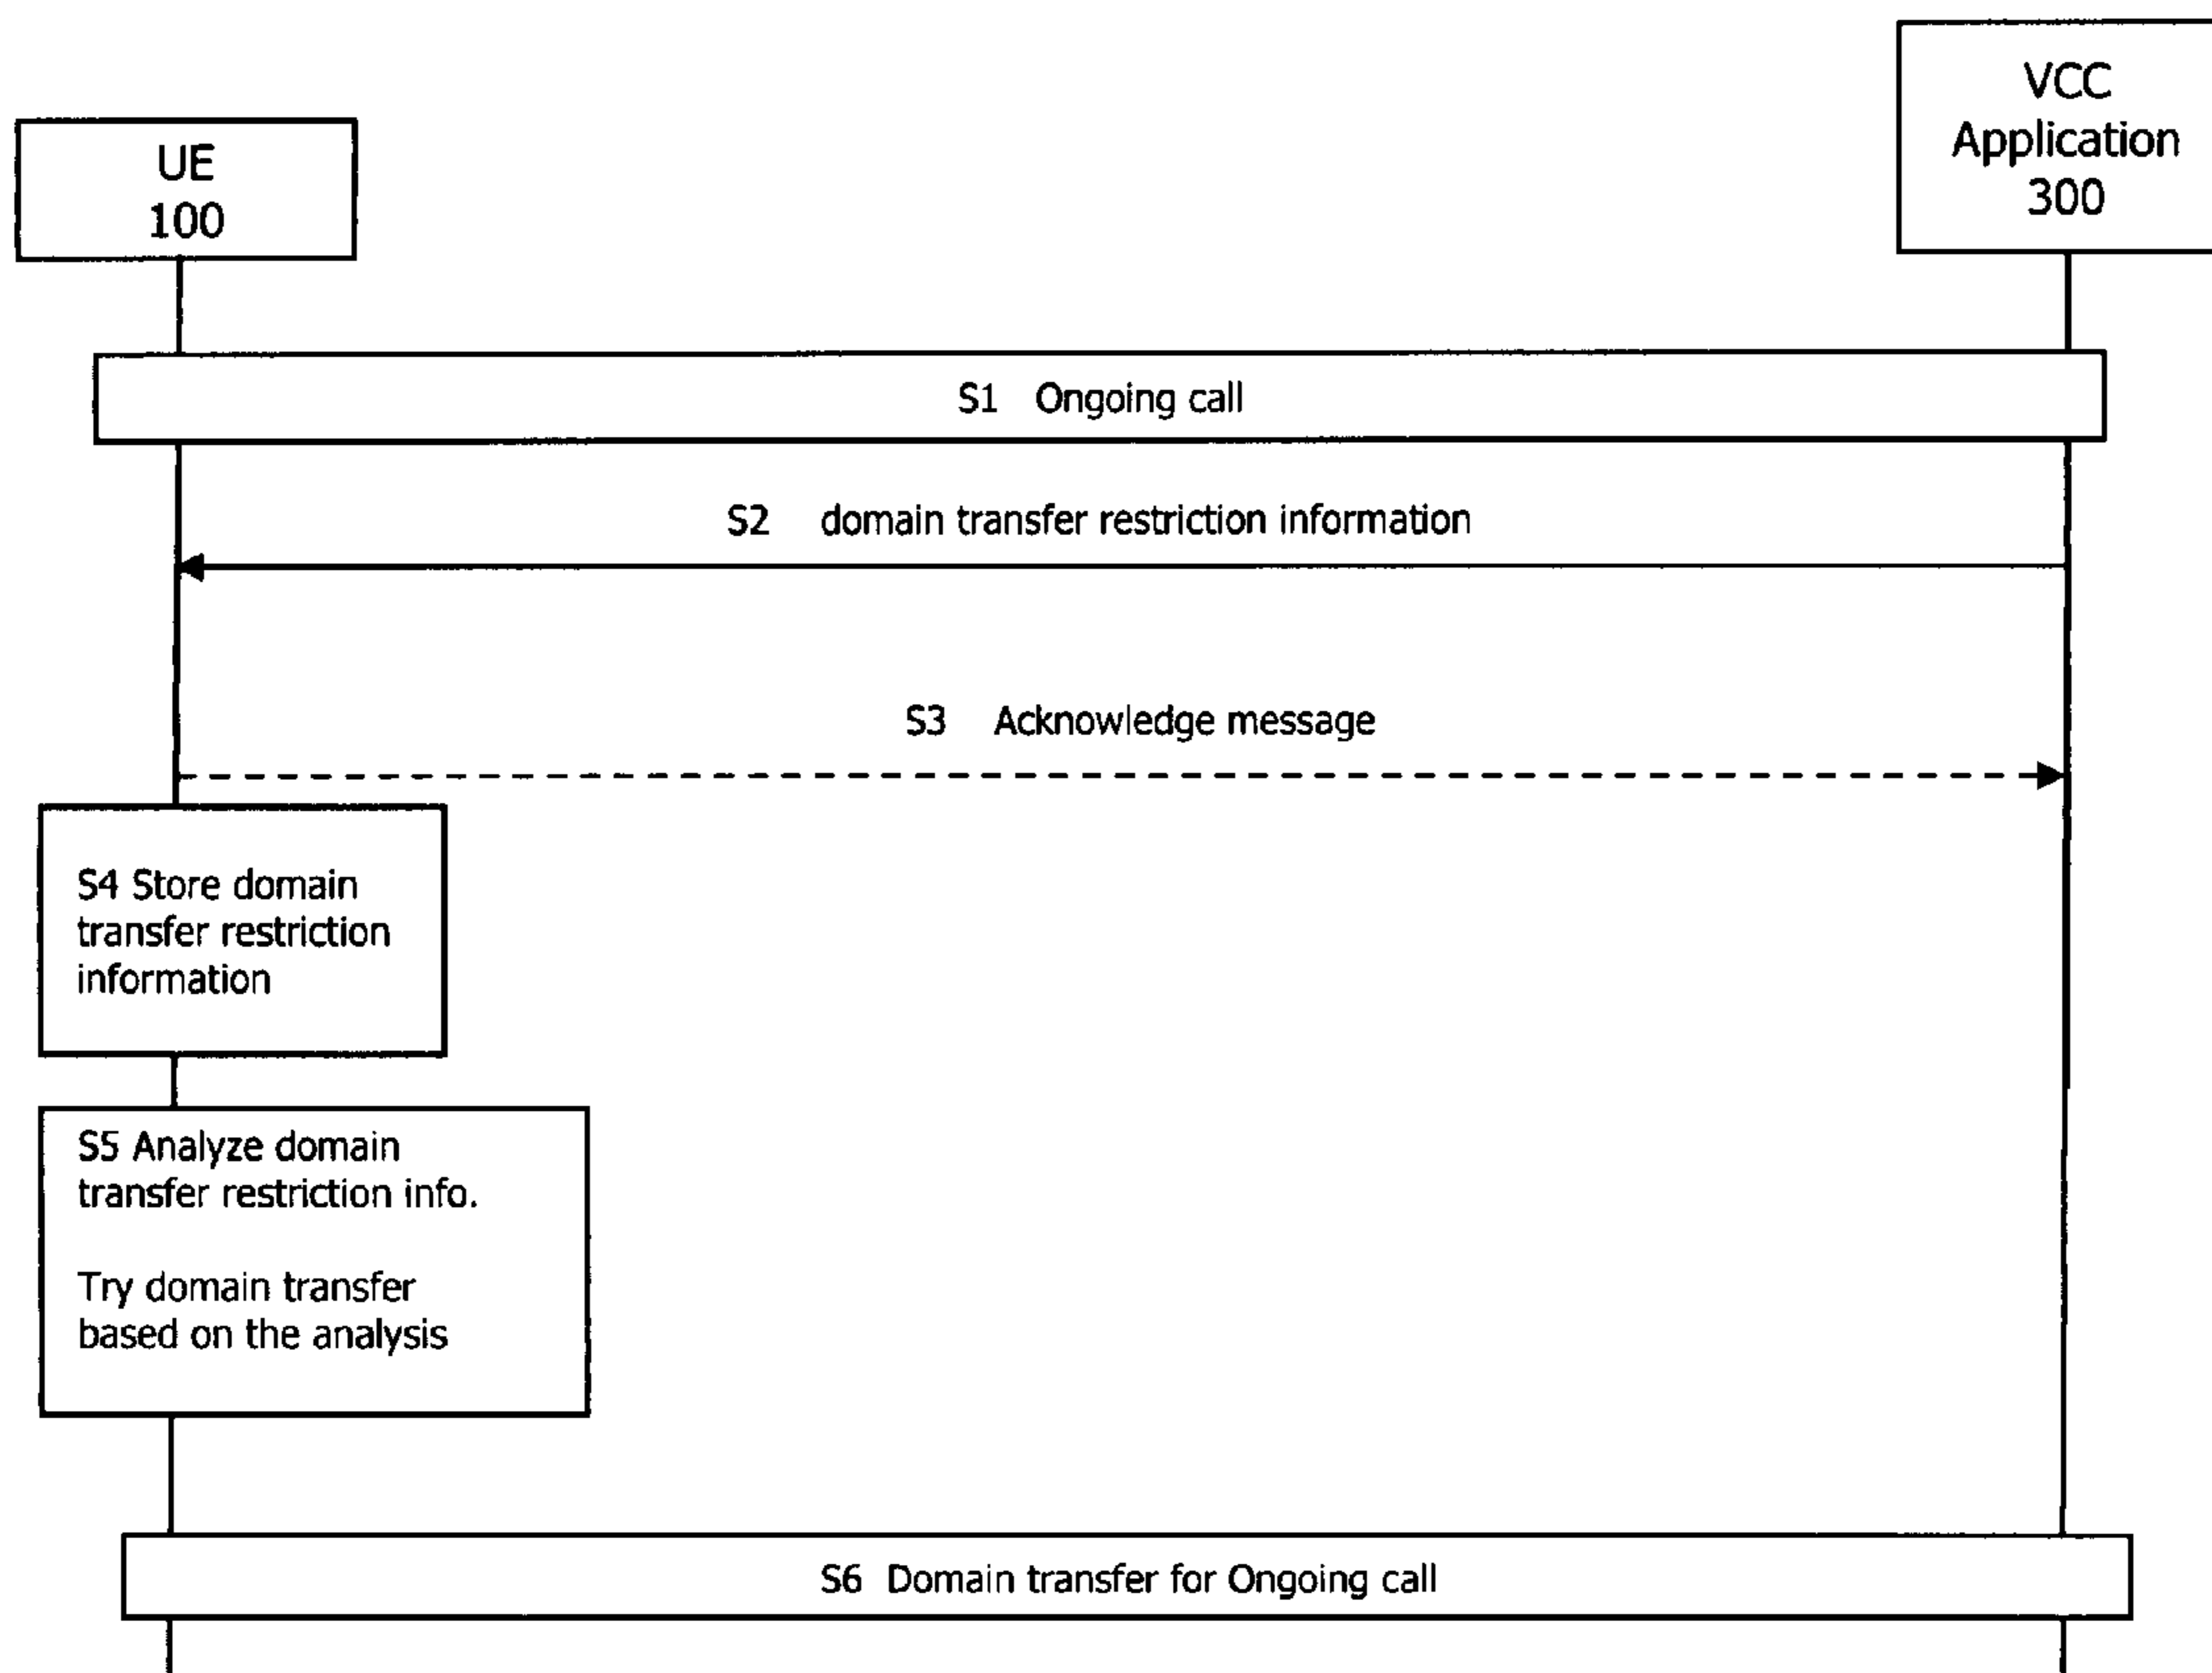 UE
100
VCC
Application
300
S1 Ongoing call
S2 domain transfer restriction information
S3 Acknowledge message
S4 Store domain
transfer restriction
information
S5 Analyze domain
transfer restriction info.
Try domain transfer
based on the analysis
S6 Domain transfer for Ongoing call